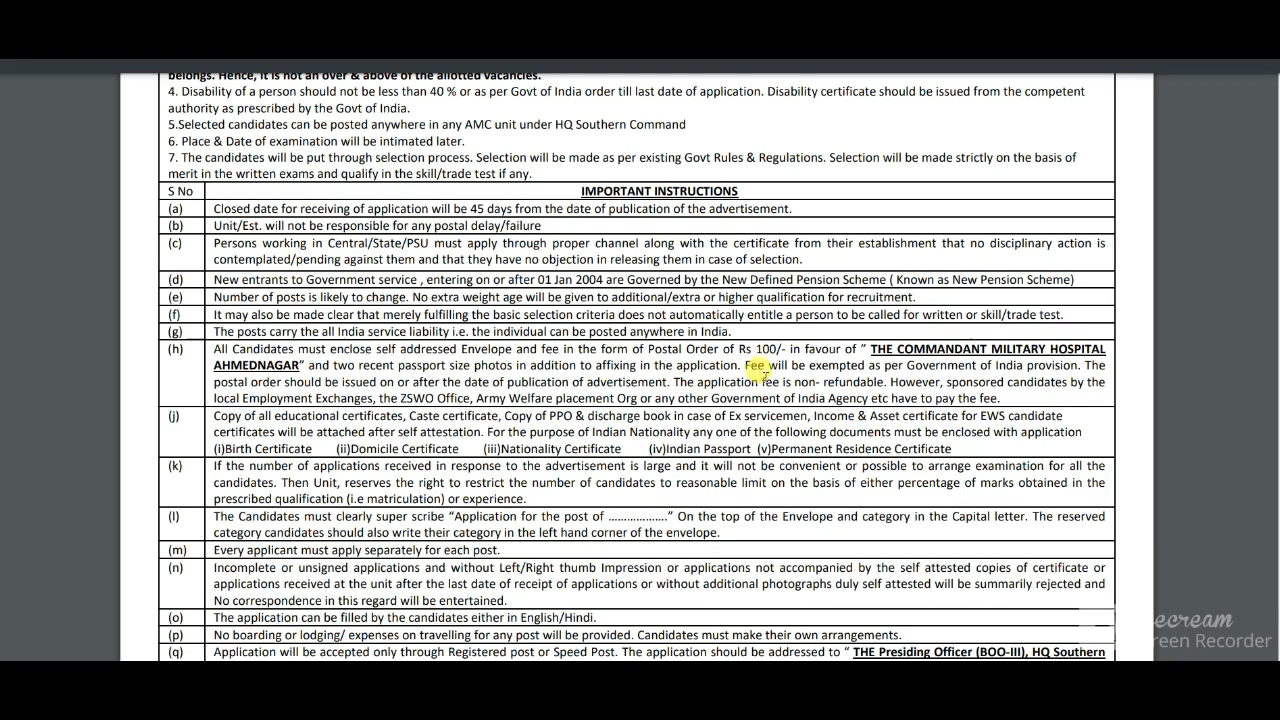 belongs. Hence, it is not an over & above of the allotted vacancies.
4. Disability of a person should not be less than 40 % or as per Govt of India order till last date of application. Disability certificate should be issued from the competent
authority as prescribed by the Govt of India.
5.Selected candidates can be posted anywhere in any AMC unit under HQ Southern Command
6. Place & Date of examination will be intimated later.
7. The candidates will be put through selection process. Selection will be made as per existing Govt Rules & Regulations. Selection will be made strictly on the basis of
merit in the written exams and qualify in the skill/trade test if any.
S No IMPORTANT INSTRUCTIONS
(a) Closed date for receiving of application will be 45 days from the date of publication of the advertisement.
(b) Unit/Est. will not be responsible for any postal delay/failure
(c) Persons working in Central/State/PSU must apply through proper channel along with the certificate from their establishment that no disciplinary action is
contemplated/pending against them and that they have no objection in releasing them in case of selection.
(d) New entrants to Government service , entering on or after 01 Jan 2004 are Governed by the New Defined Pension Scheme ( Known as New Pension Scheme)
(e) Number of posts is likely to change. No extra weight age will be given to additional/extra or higher qualification for recruitment.
(f) It may also be made clear that merely fulfilling the basic selection criteria does not automatically entitle a person to be called for written or skill/trade test.
(g) The posts carry the all India service liability i.e. the individual can be posted anywhere in India.
(h) All Candidates must enclose self addressed Envelope and fee in the form of Postal Order of Rs 100/- in favour of " THE COMMANDANT MILITARY HOSPITAL
AHMEDNAGAR" and two recent passport size photos in addition to affixing in the application. Fee will be exempted as per Government of India provision. The
postal order should be issued on or after the date of publication of advertisement. The application fee is non- refundable. However, sponsored candidates by the
local Employment Exchanges, the ZSWO Office, Army Welfare placement Org or any other Government of India Agency etc have to pay the fee.
(j) Copy of all educational certificates, Caste certificate, Copy of PPO & discharge book in case of Ex servicemen, Income & Asset certificate for EWS candidate
certificates will be attached after self attestation. For the purpose of Indian Nationality any one of the following documents must be enclosed with application
(i)Birth Certificate (ii)Domicile Certificate (iii)Nationality Certificate (iv)Indian Passport (v)Permanent Residence Certificate
(k) If the number of applications received in response to the advertisement is large and it will not be convenient or possible to arrange examination for all the
candidates. Then Unit, reserves the right to restrict the number of candidates to reasonable limit on the basis of either percentage of marks obtained in the
prescribed qualification (i.e matriculation) or experience.
(l) The Candidates must clearly super scribe "Application for the post of ………………." On the top of the Envelope and category in the Capital letter. The reserved
category candidates should also write their category in the left hand corner of the envelope.
(m) Every applicant must apply separately for each post.
(n) Incomplete or unsigned applications and without Left/Right thumb Impression or applications not accompanied by the self attested copies of certificate or
applications received at the unit after the last date of receipt of applications or without additional photographs duly self attested will be summarily rejected and
No correspondence in this regard will be entertained.
(o) The application can be filled by the candidates either in English/Hindi.
(p) No boarding or lodging/ expenses on travelling for any post will be provided. Candidates must make their own arrangements.
(q) Application will be accepted only through Registered post or Speed Post. The application should be addressed to " THE Presiding Officer (BOO-III), HQ Southern
ecream
reen Recorder